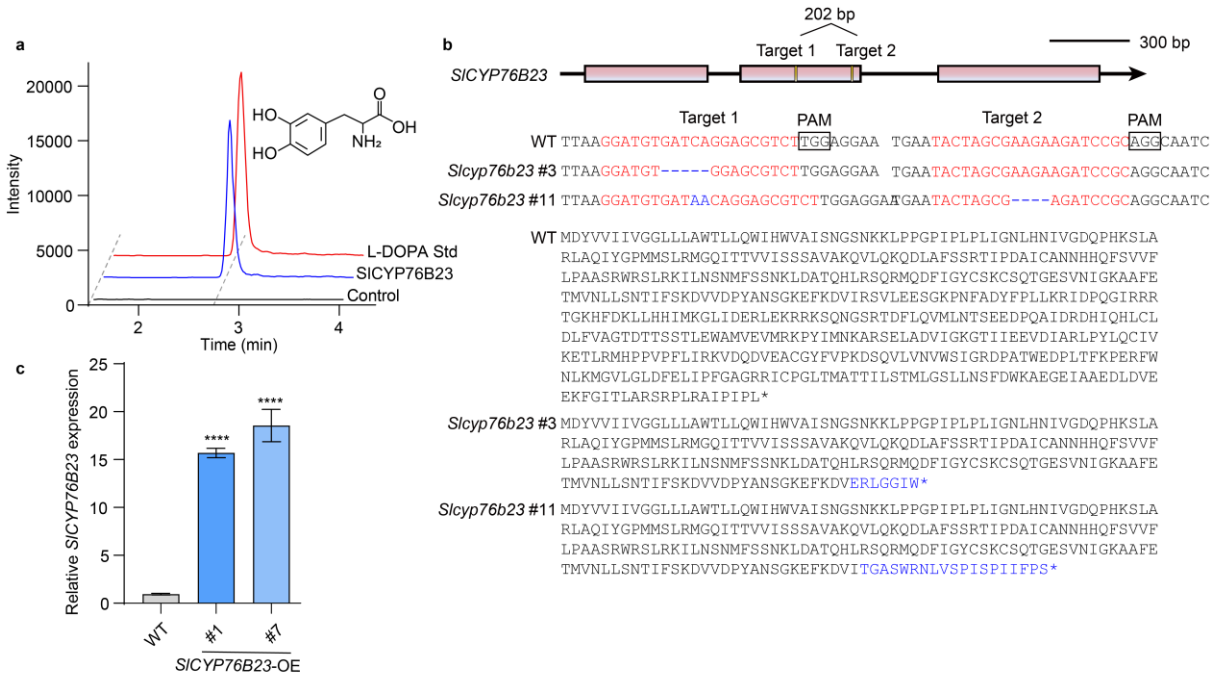 a
20000
15000
10000
5000
0
Intensity
HO
HO
O
OH
NH2
L-DOPA Std
SlCYP76B23
Control
2
3
4
Time (min)
b
202 bp
Target 1
Target 2
300 bp
SlCYP76B23
Target 1
PAM
Target 2
PAM
WT TTAAGGATGTGATCAGGAGCGTCTTGGAGGAA TGAATACTAGCGAAGAAGATCCGCAGGCAATC
Slcyp76b23 #3 TTAAGGATGT-----GGAGCGTCTTGGAGGAA TGAATACTAGCGAAGAAGATCCGCAGGCAATC
Slcyp76b23 #11 TTAAGGATGTGATAACAGGAGCGTCTTGGAGGAATGAATACTAGCG----AGATCCGCAGGCAATC
WT MDYVVIIVGGLLLAWTLLQWIHWVAISNGSNKKLPPGPIPLPLIGNLHNIVGDQPHKSLA
RLAQIYGPMMSLRMGQITTVVISSSAVAKQVLQKQDLAFSSRTIPDAICANNHHQFSVVF
LPAASRWRSLRKILNSNMFSSNKLDATQHLRSQRMQDFIGYCSKCSQTGESVNIGKAAFE
TMVNLLSNTIFSKDVVDPYANSGKEFKDVIRSVLEESGKPNFADYFPLLKRIDPQGIRRR
TGKHFDKLLHHIMKGLIDERLEKRRKSQNGSRTDFLQVMLNTSEEDPQAIDRDHIQHLCL
DLFVAGTDTTSSTLEWAMVEVMRKPYIMNKARSELADVIGKGTIIEEVDIARLPYLQCIV
KETLRMHPPVPFLIRKVDQDVEACGYFVPKDSQVLVNVWSIGRDPATWEDPLTFKPERFW
NLKMGVLGLDFELIPFGAGRRICPGLTMATTILSTMLGSLLNSFDWKAEGEIAAEDLDVE
EKFGITLARSRPLRAIPIPL*
Slcyp76b23 #3 MDYVVIIVGGLLLAWTLLQWIHWVAISNGSNKKLPPGPIPLPLIGNLHNIVGDQPHKSLA
RLAQIYGPMMSLRMGQITTVVISSSAVAKQVLQKQDLAFSSRTIPDAICANNHHQFSVVF
LPAASRWRSLRKILNSNMFSSNKLDATQHLRSQRMQDFIGYCSKCSQTGESVNIGKAAFE
TMVNLLSNTIFSKDVVDPYANSGKEFKDVERLGGIW*
Slcyp76b23 #11 MDYVVIIVGGLLLAWTLLQWIHWVAISNGSNKKLPPGPIPLPLIGNLHNIVGDQPHKSLA
RLAQIYGPMMSLRMGQITTVVISSSAVAKQVLQKQDLAFSSRTIPDAICANNHHQFSVVF
LPAASRWRSLRKILNSNMFSSNKLDATQHLRSQRMQDFIGYCSKCSQTGESVNIGKAAFE
TMVNLLSNTIFSKDVVDPYANSGKEFKDVITGASWRNLVSPISPIIFPS*
c
25
20
15
10
5
0
Relative SlCYP76B23 expression
****
****
WT
#1
#7
SlCYP76B23-OE